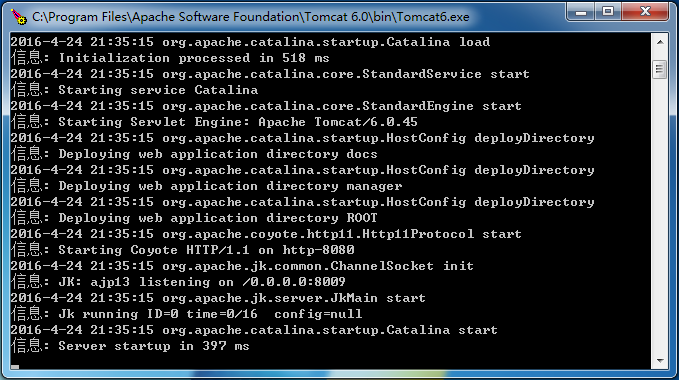 C:\Program Files\Apache Software Foundation\Tomcat 6.0\bin\Tomcat6.exe
2016-4-24 21:35:15 org.apache.catalina.startup.Catalina load
信息: Initialization processed in 518 ms
2016-4-24 21:35:15 org.apache.catalina.core.StandardService start
信息: Starting service Catalina
2016-4-24 21:35:15 org.apache.catalina.core.StandardEngine start
信息: Starting Servlet Engine: Apache Tomcat/6.0.45
2016-4-24 21:35:15 org.apache.catalina.startup.HostConfig deployDirectory
信息: Deploying web application directory docs
2016-4-24 21:35:15 org.apache.catalina.startup.HostConfig deployDirectory
信息: Deploying web application directory manager
2016-4-24 21:35:15 org.apache.catalina.startup.HostConfig deployDirectory
信息: Deploying web application directory ROOT
2016-4-24 21:35:15 org.apache.coyote.http11.Http11Protocol start
信息: Starting Coyote HTTP/1.1 on http-8080
2016-4-24 21:35:15 org.apache.jk.common.ChannelSocket init
信息: JK: ajp13 listening on /0.0.0.0:8009
2016-4-24 21:35:15 org.apache.jk.server.JkMain start
信息: Jk running ID=0 time=0/16  config=null
2016-4-24 21:35:15 org.apache.catalina.startup.Catalina start
信息: Server startup in 397 ms